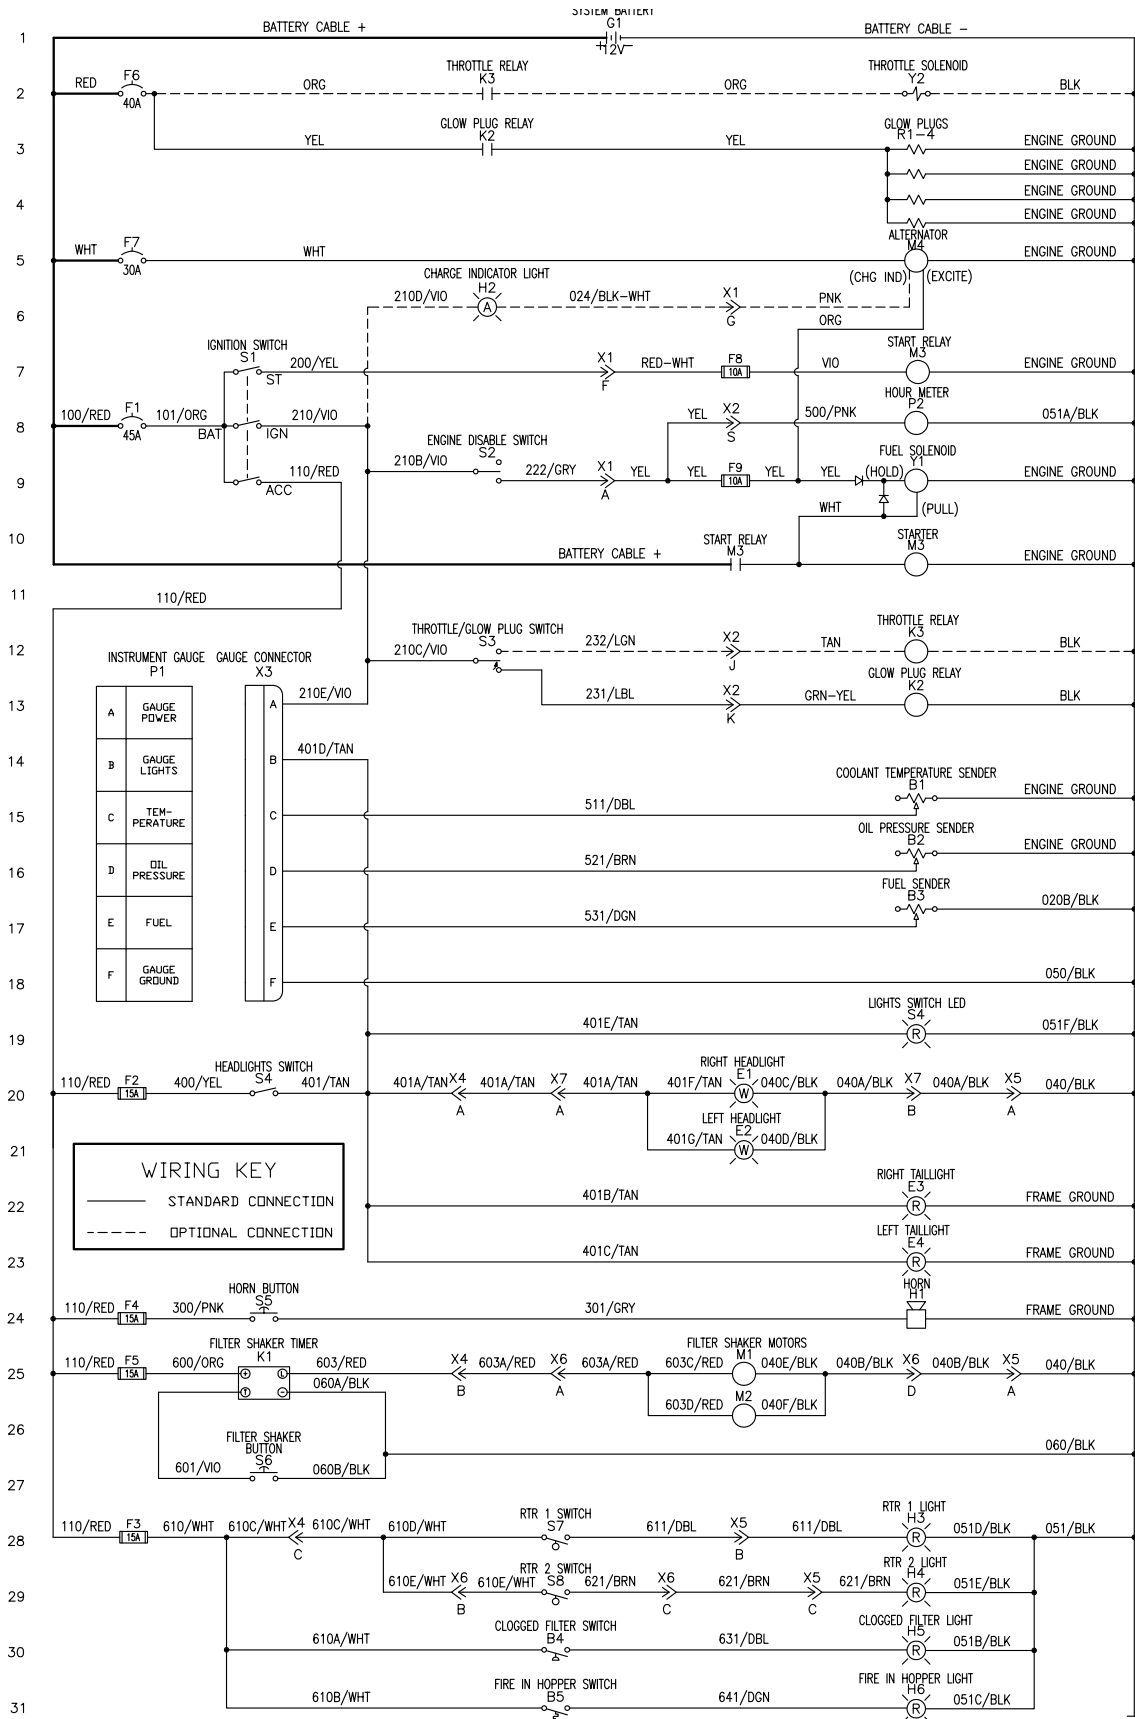 SYSTEM BATTERY
G1
1 BATTERY CABLE + BATTERY CABLE -
+ 12V -
THROTTLE RELAY THROTTLE SOLENOID
RED F6 ORG K3 ORG Y2 BLK
2
40A
GLOW PLUG RELAY GLOW PLUGS
YEL K2 YEL R1-4 ENGINE GROUND
3
ENGINE GROUND
4 ENGINE GROUND
ENGINE GROUND
ALTERNATOR
WHT F7 WHT M4 ENGINE GROUND
5
30A
CHARGE INDICATOR LIGHT (CHG IND) (EXCITE)
210D/VIO H2 024/BLK-WHT X1 PNK
6 A G
ORG
IGNITION SWITCH START RELAY
S1 200/YEL X1 RED-WHT F8 VIO M3 ENGINE GROUND
7 ST F 10A
HOUR METER
100/RED F1 101/ORG 210/VIO YEL X2 500/PNK P2 051A/BLK
8 45A BAT IGN S
ENGINE DISABLE SWITCH FUEL SOLENOID
210B/VIO S2 222/GRY X1 YEL YEL F9 YEL YEL (HOLD) Y1 ENGINE GROUND
110/RED
9 ACC A 10A
WHT (PULL)
10 START RELAY STARTER
BATTERY CABLE + M3 M3 ENGINE GROUND
11
110/RED
THROTTLE/GLOW PLUG SWITCH THROTTLE RELAY
210C/VIO S3 232/LGN X2 TAN K3 BLK
12 J
INSTRUMENT GAUGE GAUGE CONNECTOR GLOW PLUG RELAY
P1 X3
210E/VIO 231/LBL X2 GRN-YEL K2 BLK
13 A GAUGE POWER A K
14 B GAUGE LIGHTS B 401D/TAN
COOLANT TEMPERATURE SENDER
B1 ENGINE GROUND
15 C TEM-PERATURE C 511/DBL
OIL PRESSURE SENDER
B2 ENGINE GROUND
16 D OIL PRESSURE D 521/BRN
FUEL SENDER
B3 020B/BLK
17 E FUEL E 531/DGN
18 F GAUGE GROUND F 050/BLK
LIGHTS SWITCH LED
401E/TAN S4 051F/BLK
19 R
HEADLIGHTS SWITCH RIGHT HEADLIGHT
110/RED F2 400/YEL S4 401/TAN 401A/TAN X4 401A/TAN X7 401A/TAN 401F/TAN E1 040C/BLK 040A/BLK X7 040A/BLK X5 040/BLK
20 15A A A W B A
LEFT HEADLIGHT
401G/TAN E2 040D/BLK
21 W
WIRING KEY
STANDARD CONNECTION
OPTIONAL CONNECTION
RIGHT TAILLIGHT
401B/TAN E3 FRAME GROUND
22 R
LEFT TAILLIGHT
401C/TAN E4 FRAME GROUND
23 R
HORN BUTTON HORN
110/RED F4 300/PNK S5 301/GRY H1 FRAME GROUND
24 15A
FILTER SHAKER TIMER FILTER SHAKER MOTORS
110/RED F5 600/ORG K1 603/RED X4 603A/RED X6 603A/RED 603C/RED M1 040E/BLK 040B/BLK X6 040B/BLK X5 040/BLK
25 15A + L B A D A
T - 060A/BLK
603D/RED M2 040F/BLK
26
FILTER SHAKER
BUTTON 060/BLK
601/VIO S6 060B/BLK
27
RTR 1 SWITCH RTR 1 LIGHT
110/RED F3 610/WHT 610C/WHT X4 610C/WHT 610D/WHT S7 611/DBL X5 611/DBL H3 051D/BLK 051/BLK
28 15A C B R
RTR 2 SWITCH RTR 2 LIGHT
610E/WHT X6 610E/WHT S8 621/BRN X6 621/BRN X5 621/BRN H4 051E/BLK
29 B C C R
CLOGGED FILTER SWITCH CLOGGED FILTER LIGHT
610A/WHT B4 631/DBL H5 051B/BLK
30 R
FIRE IN HOPPER SWITCH FIRE IN HOPPER LIGHT
610B/WHT B5 641/DGN H6 051C/BLK
31 R